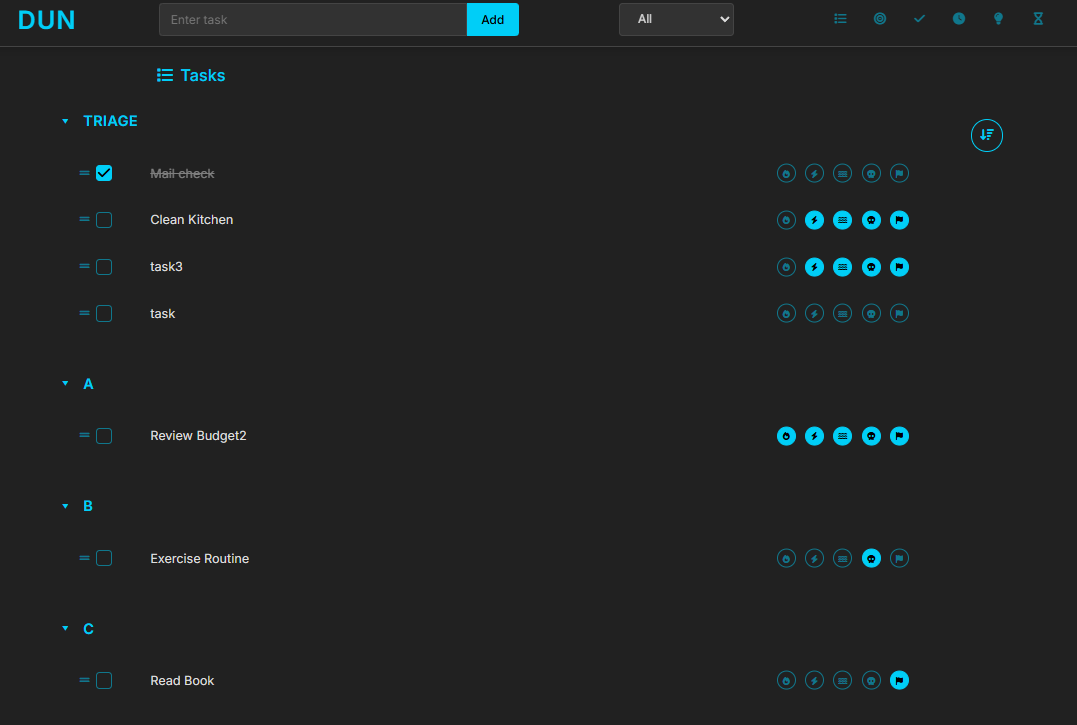 DUN
Enter task
Add
All
Tasks
TRIAGE
Mail check
Clean Kitchen
task3
task
A
Review Budget2
B
Exercise Routine
C
Read Book